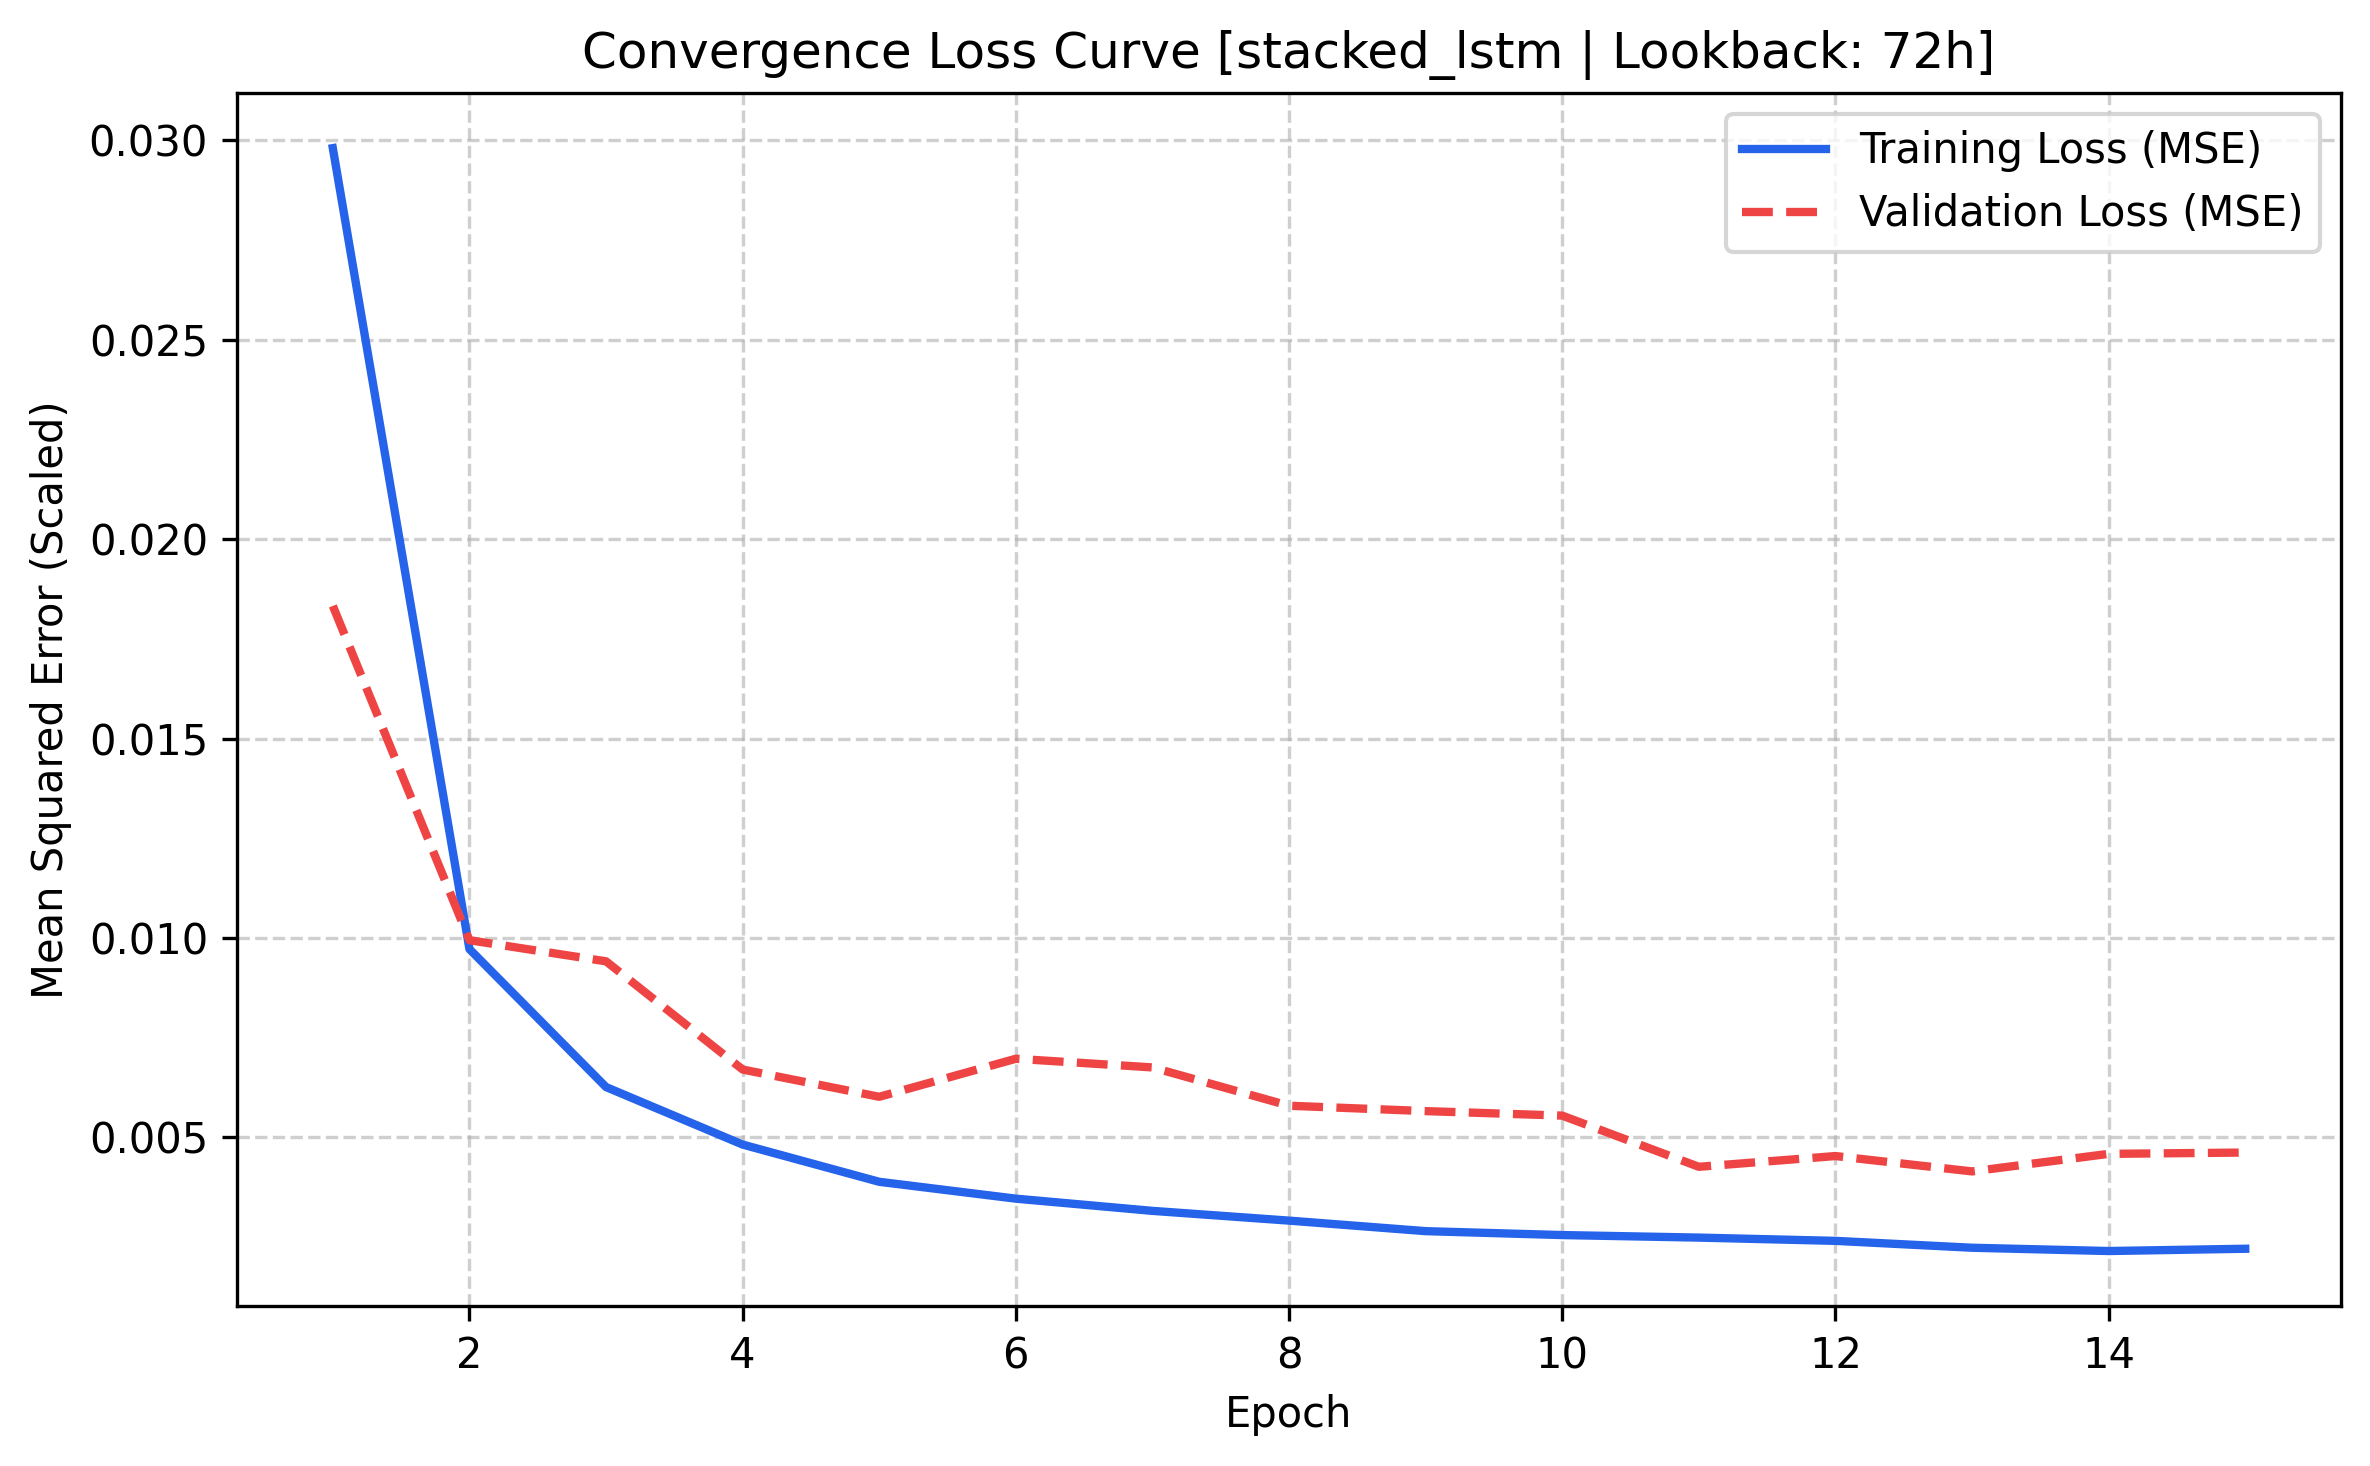 Convergence Loss Curve [stacked_lstm | Lookback: 72h]
Training Loss (MSE)
Validation Loss (MSE)
Mean Squared Error (Scaled)
0.030
0.025
0.020
0.015
0.010
0.005
2 4 6 8 10 12 14
Epoch